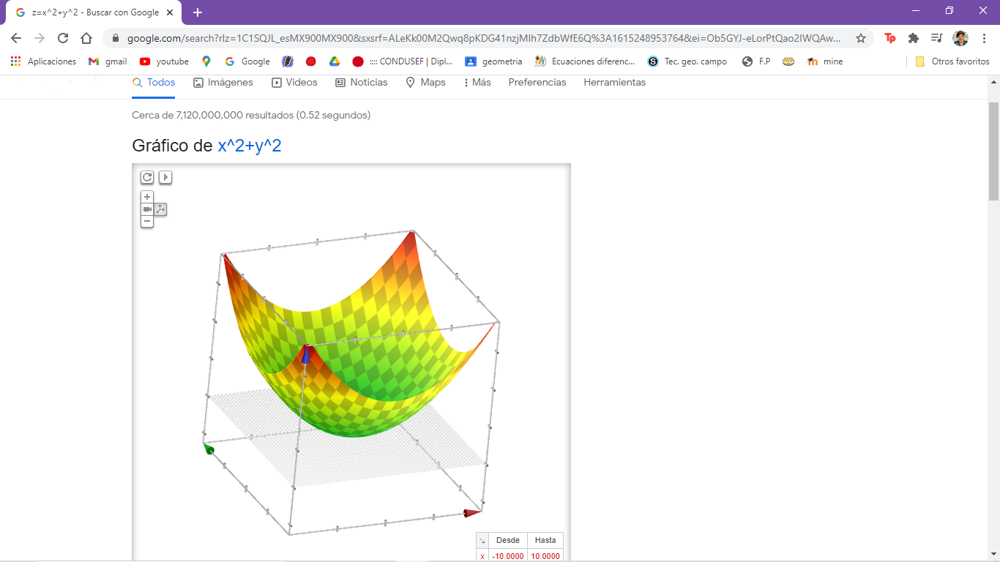 z=x^2+y^2 - Buscar con Google
google.com/search?rlz=1C1SQJL_esMX900MX900&sxsrf=ALeKk00M2Qwq8pKDG41nzjMIh7ZdbWfE6Q%3A1615248953764&ei=Ob5GYJ-eLorPtQao2IWQAw...
Aplicaciones gmail youtube Google :::: CONDUSEF | Dipl... geometria Ecuaciones diferenc... Tec. geo. campo F.P mine Otros favoritos
Todos Imágenes Videos Noticias Maps Más Preferencias Herramientas
Cerca de 7,120,000,000 resultados (0.52 segundos)
Gráfico de x^2+y^2
Desde Hasta
x -10.0000 10.0000